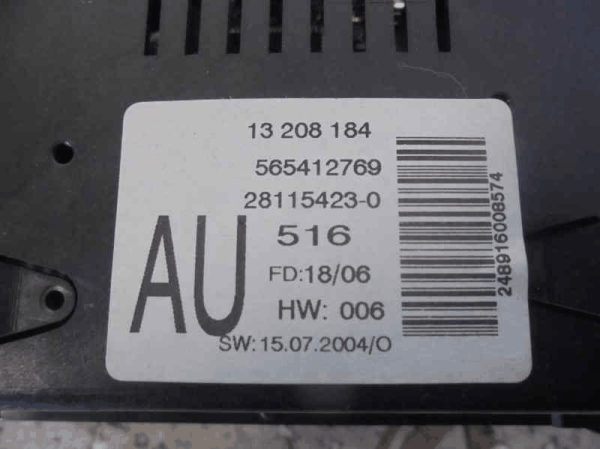 13 208 184
565412769
28115423-0
AU
516
FD:18/06
HW: 006
SW:15.07.2004/O
248916008574